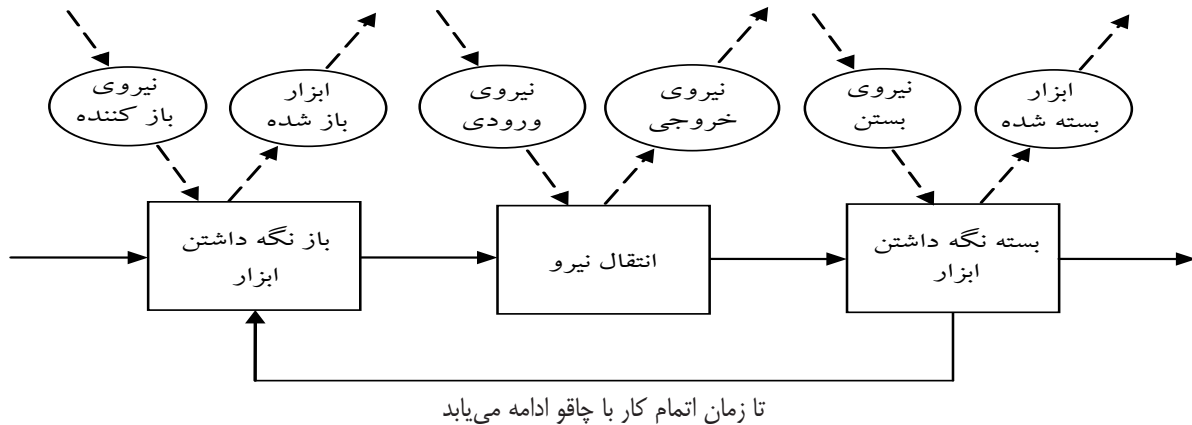 نیروی
باز کننده
ابزار
باز شده
نیروی
ورودی
نیروی
خروجی
نیروی
بستن
ابزار
بسته شده
باز نگه داشتن
ابزار
انتقال نیرو
بسته نگه داشتن
ابزار
تا زمان اتمام کار با چاقو ادامه می‌یابد